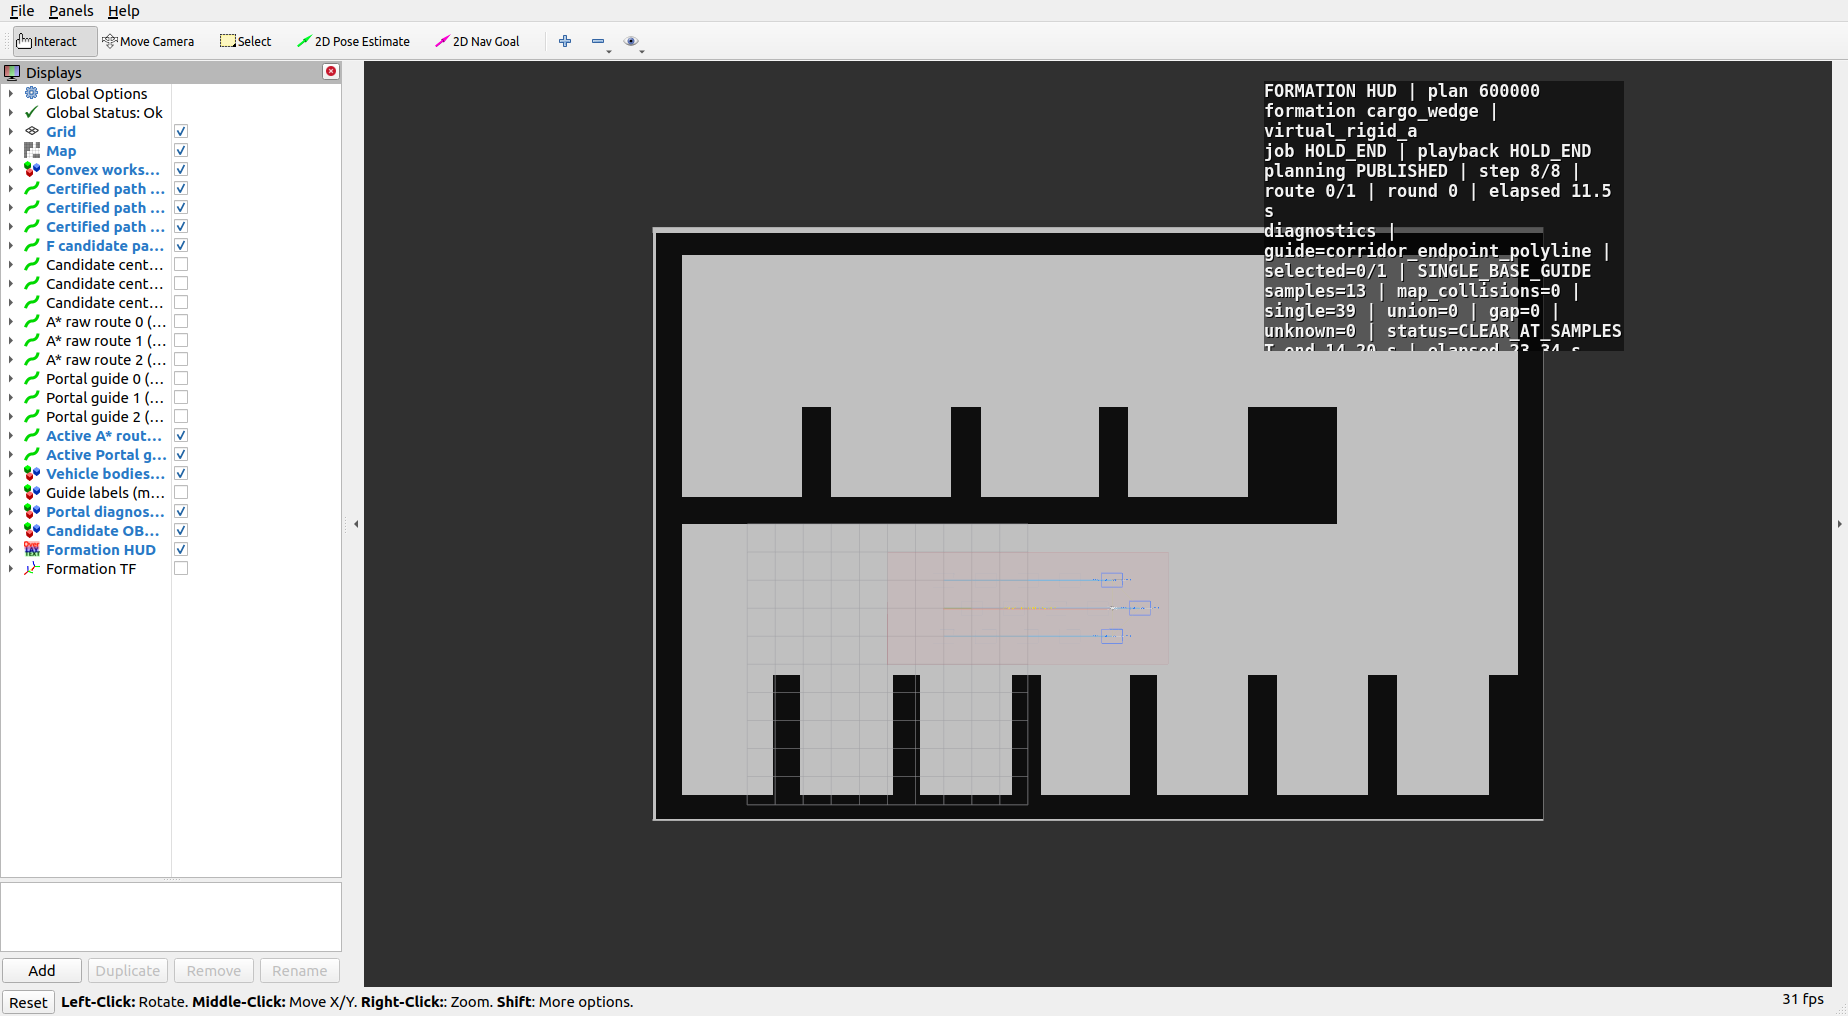 File Panels Help
Interact Move Camera Select 2D Pose Estimate 2D Nav Goal
Displays
Global Options
Global Status: Ok
Grid
Map
Convex works...
Certified path ...
Certified path ...
Certified path ...
F candidate pa...
Candidate cent...
Candidate cent...
Candidate cent...
A* raw route 0 (...
A* raw route 1 (...
A* raw route 2 (...
Portal guide 0 (...
Portal guide 1 (...
Portal guide 2 (...
Active A* rout...
Active Portal g...
Vehicle bodies...
Guide labels (m...
Portal diagnos...
Candidate OB...
Formation HUD
Formation TF
FORMATION HUD | plan 600000
formation cargo_wedge |
virtual_rigid_a
job HOLD_END | playback HOLD_END
planning PUBLISHED | step 8/8 |
route 0/1 | round 0 | elapsed 11.5
s
diagnostics |
guide=corridor_endpoint_polyline |
selected=0/1 | SINGLE_BASE_GUIDE
samples=13 | map_collisions=0 |
single=39 | union=0 | gap=0 |
unknown=0 | status=CLEAR_AT_SAMPLES
T_end 14.20 s | elapsed 23.34 s
Add Duplicate Remove Rename
Reset Left-Click: Rotate. Middle-Click: Move X/Y. Right-Click:: Zoom. Shift: More options. 31 fps